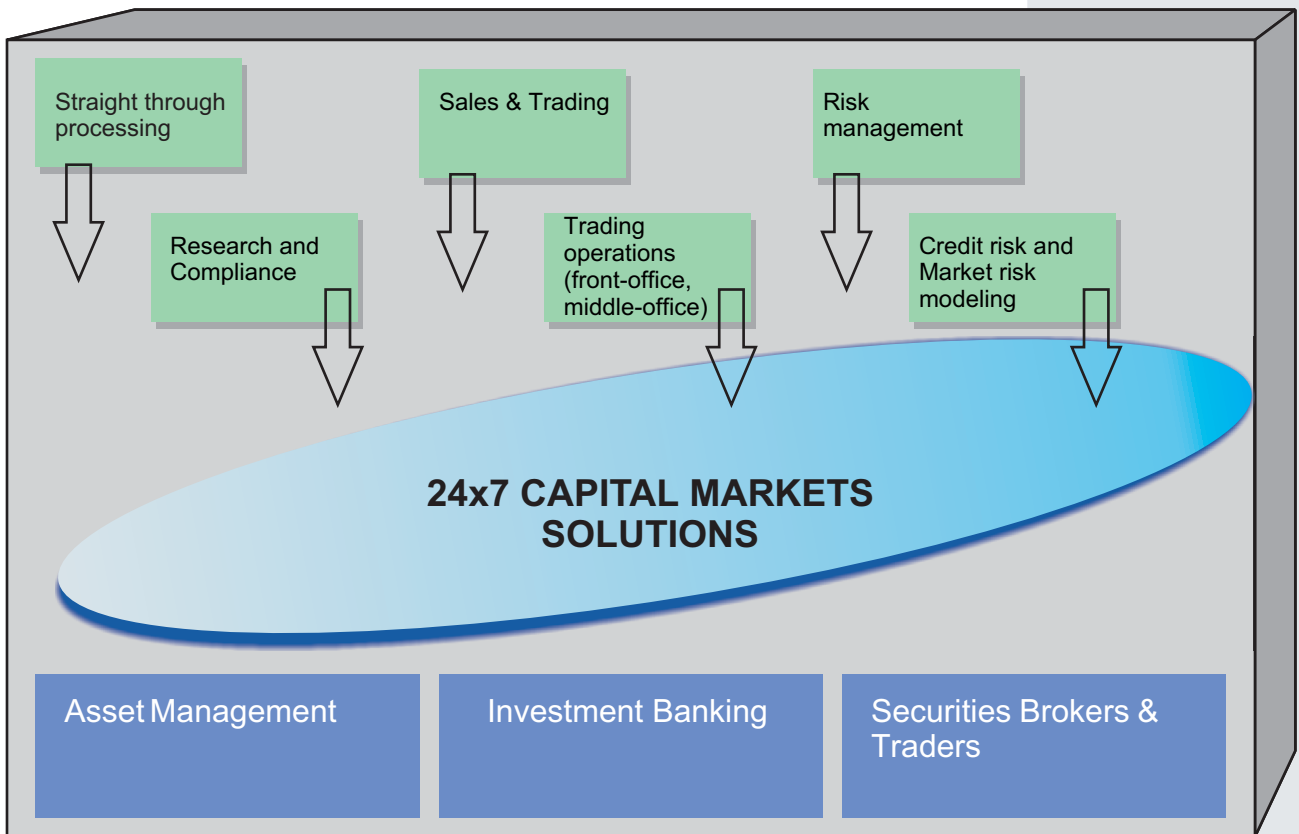 Straight through
processing
Sales & Trading
Risk
management
Research and
Compliance
Trading
operations
(front-office,
middle-office)
Credit risk and
Market risk
modeling
24x7 CAPITAL MARKETS
SOLUTIONS
Asset Management
Investment Banking
Securities Brokers &
Traders